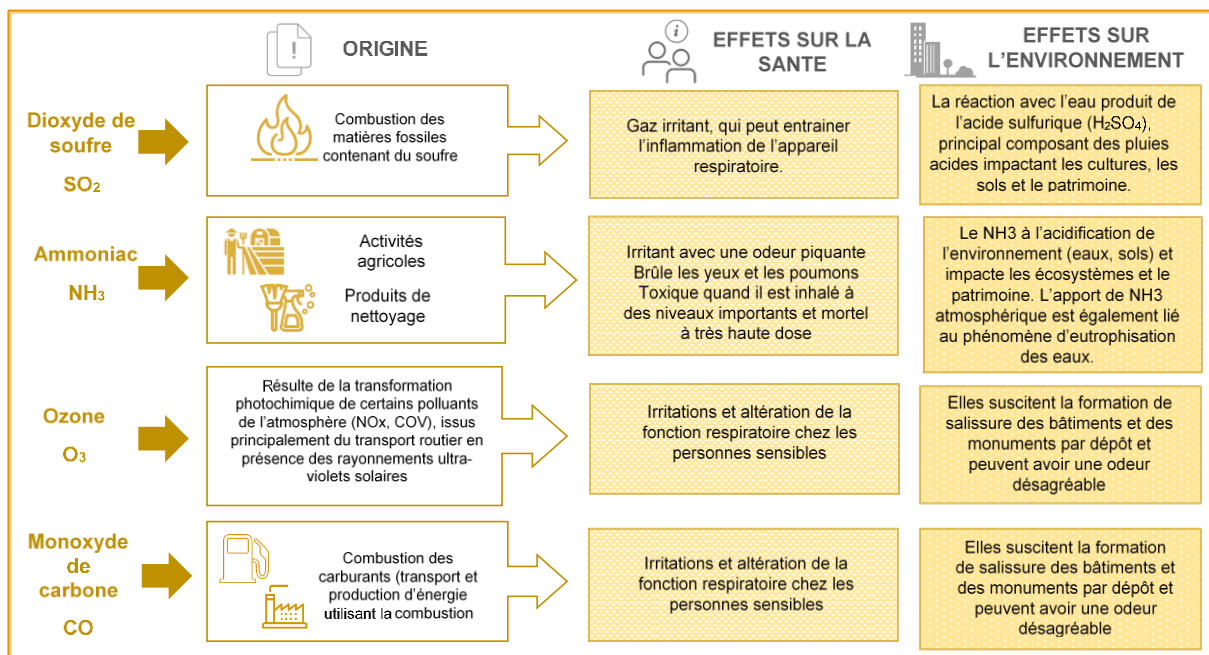 ORIGINE
EFFETS SUR LA
SANTE
EFFETS SUR
L'ENVIRONNEMENT
Dioxyde de
soufre
SO₂
Combustion des
matières fossiles
contenant du soufre
Gaz irritant, qui peut entrainer
l'inflammation de l'appareil
respiratoire.
La réaction avec l'eau produit de
l'acide sulfurique (H₂SO₄),
principal composant des pluies
acides impactant les cultures, les
sols et le patrimoine.
Ammoniac
NH₃
Activités
agricoles
Produits de
nettoyage
Irritant avec une odeur piquante
Brûle les yeux et les poumons
Toxique quand il est inhalé à
des niveaux importants et mortel
à très haute dose
Le NH3 à l'acidification de
l'environnement (eaux, sols) et
impacte les écosystèmes et le
patrimoine. L'apport de NH3
atmosphérique est également lié
au phénomène d'eutrophisation
des eaux.
Ozone
O₃
Résulte de la transformation
photochimique de certains polluants
de l'atmosphère (NOx, COV), issus
principalement du transport routier en
présence des rayonnements ultra-
violets solaires
Irritations et altération de la
fonction respiratoire chez les
personnes sensibles
Elles suscitent la formation de
salissure des bâtiments et des
monuments par dépôt et
peuvent avoir une odeur
désagréable
Monoxyde
de
carbone
CO
Combustion des
carburants (transport et
production d'énergie
utilisant la combustion
Irritations et altération de la
fonction respiratoire chez les
personnes sensibles
Elles suscitent la formation
de salissure des bâtiments et
des monuments par dépôt et
peuvent avoir une odeur
désagréable